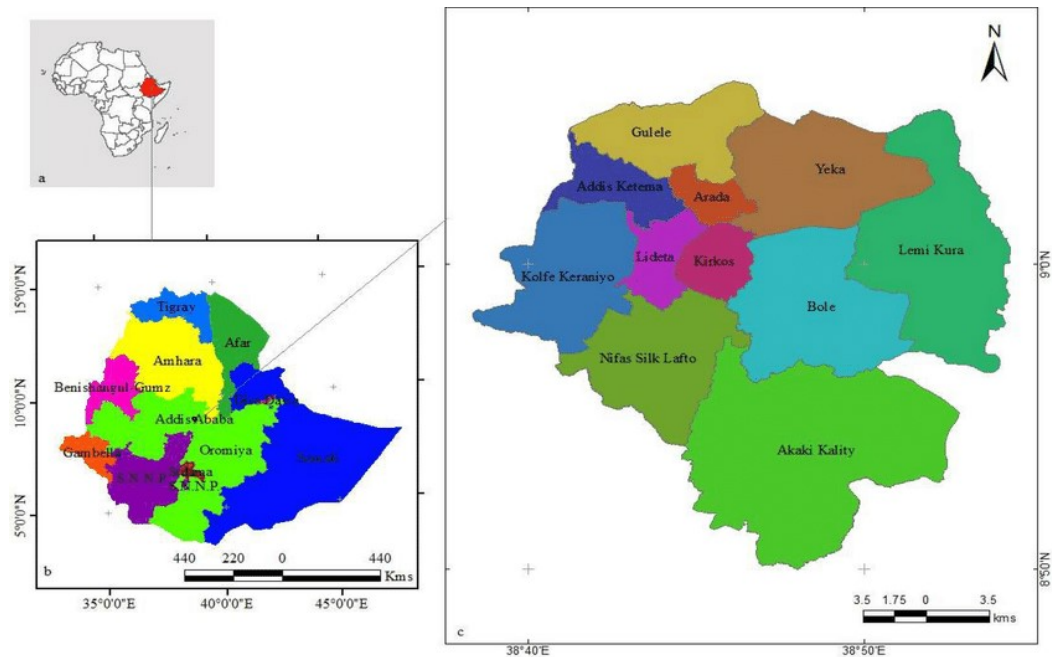 a
15°0'0"N
10°0'0"N
5°0'0"N
Tigray
Afar
Amhara
Benishangul Gumz
Addis Ababa
Oromiya
Gambella
S.N.N.P.
440 220 0 440
Kms
b
35°0'0"E 40°0'0"E 45°0'0"E
N
Gulele
Yeka
Addis Ketema
Arada
Lemi Kura
Lideta
Kirkos
Kolfe Keraniyo
Bole
Nifas Silk Lafto
Akaki Kality
9°0'N
8°50'N
3.5 1.75 0 3.5
kms
c
38°40'E 38°50'E